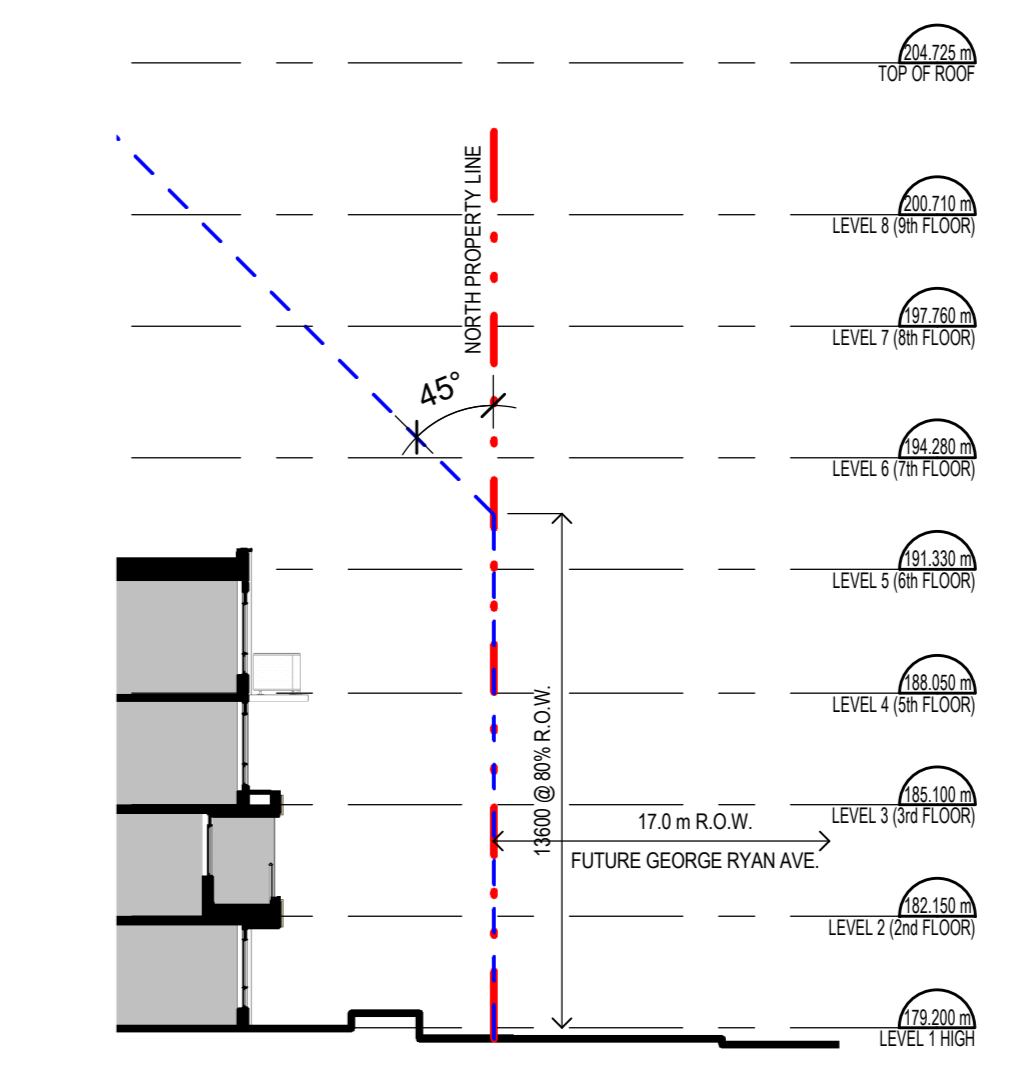 204.725 m
TOP OF ROOF
NORTH PROPERTY LINE
200.710 m
LEVEL 8 (9th FLOOR)
197.760 m
LEVEL 7 (8th FLOOR)
45°
194.280 m
LEVEL 6 (7th FLOOR)
191.330 m
LEVEL 5 (6th FLOOR)
188.050 m
LEVEL 4 (5th FLOOR)
13600 @ 80% R.O.W.
185.100 m
LEVEL 3 (3rd FLOOR)
17.0 m R.O.W.
FUTURE GEORGE RYAN AVE.
182.150 m
LEVEL 2 (2nd FLOOR)
179.200 m
LEVEL 1 HIGH